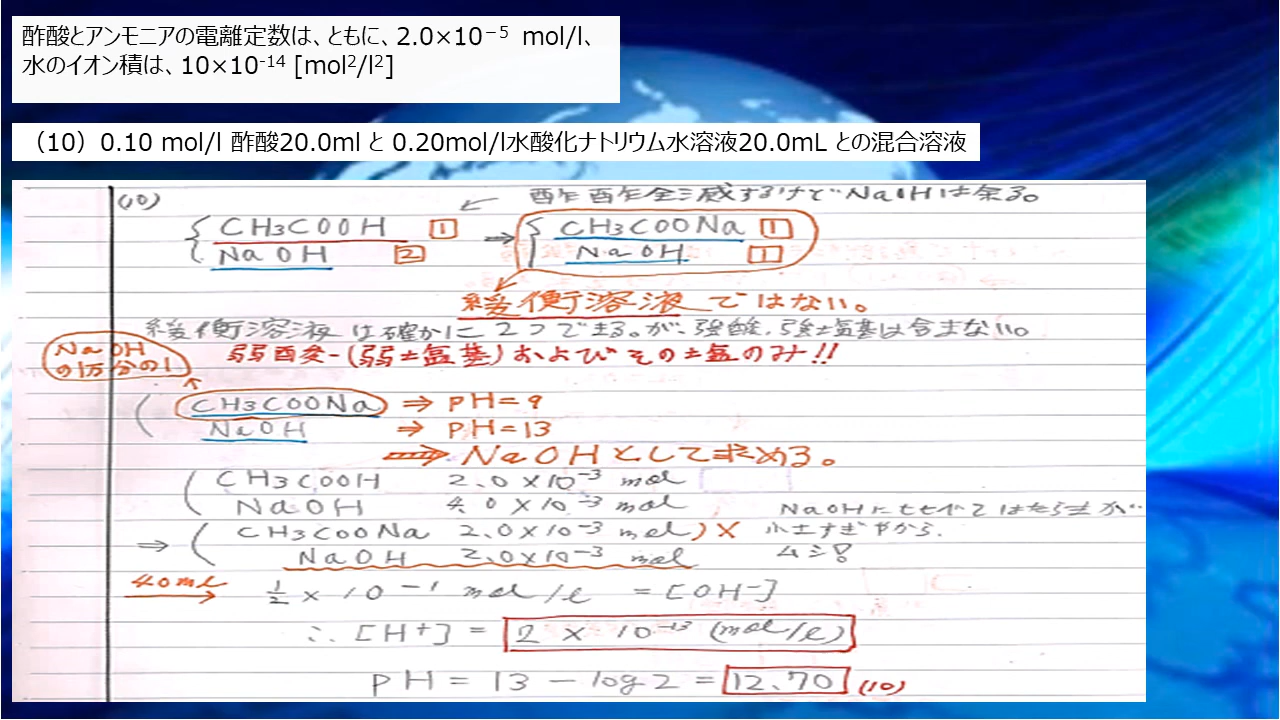 酢酸とアンモニアの電離定数は、ともに、2.0×10⁻⁵ mol/l、
水のイオン積は、10×10⁻¹⁴ [mol²/l²]
（10）0.10 mol/l 酢酸20.0ml と 0.20mol/l水酸化ナトリウム水溶液20.0mL との混合溶液
(10)
酢酸全滅するけどNaOHは余る。
CH3COOH 1 ⇒ CH3COONa 1
NaOH 2 NaOH 1
緩衝溶液ではない。
緩衝溶液は確かに2つできる。が、強酸、強塩基は含まない。
NaOHの1万分の1
弱酸−(弱塩基)およびその塩のみ!!
CH3COONa ⇒ pH=9
NaOH ⇒ pH=13
⇒ NaOHとして求める。
CH3COOH 2.0×10⁻³ mol
NaOH 4.0×10⁻³ mol
NaOHにくらべて
⇒ CH3COONa 2.0×10⁻³ mol) × 小さすぎやから、
NaOH 2.0×10⁻³ mol ムシ!
40ml → 1/2 × 10⁻¹ mol/l = [OH⁻]
∴ [H⁺] = 2 × 10⁻¹³ (mol/l)
pH = 13 − log2 = 12.70 (10)